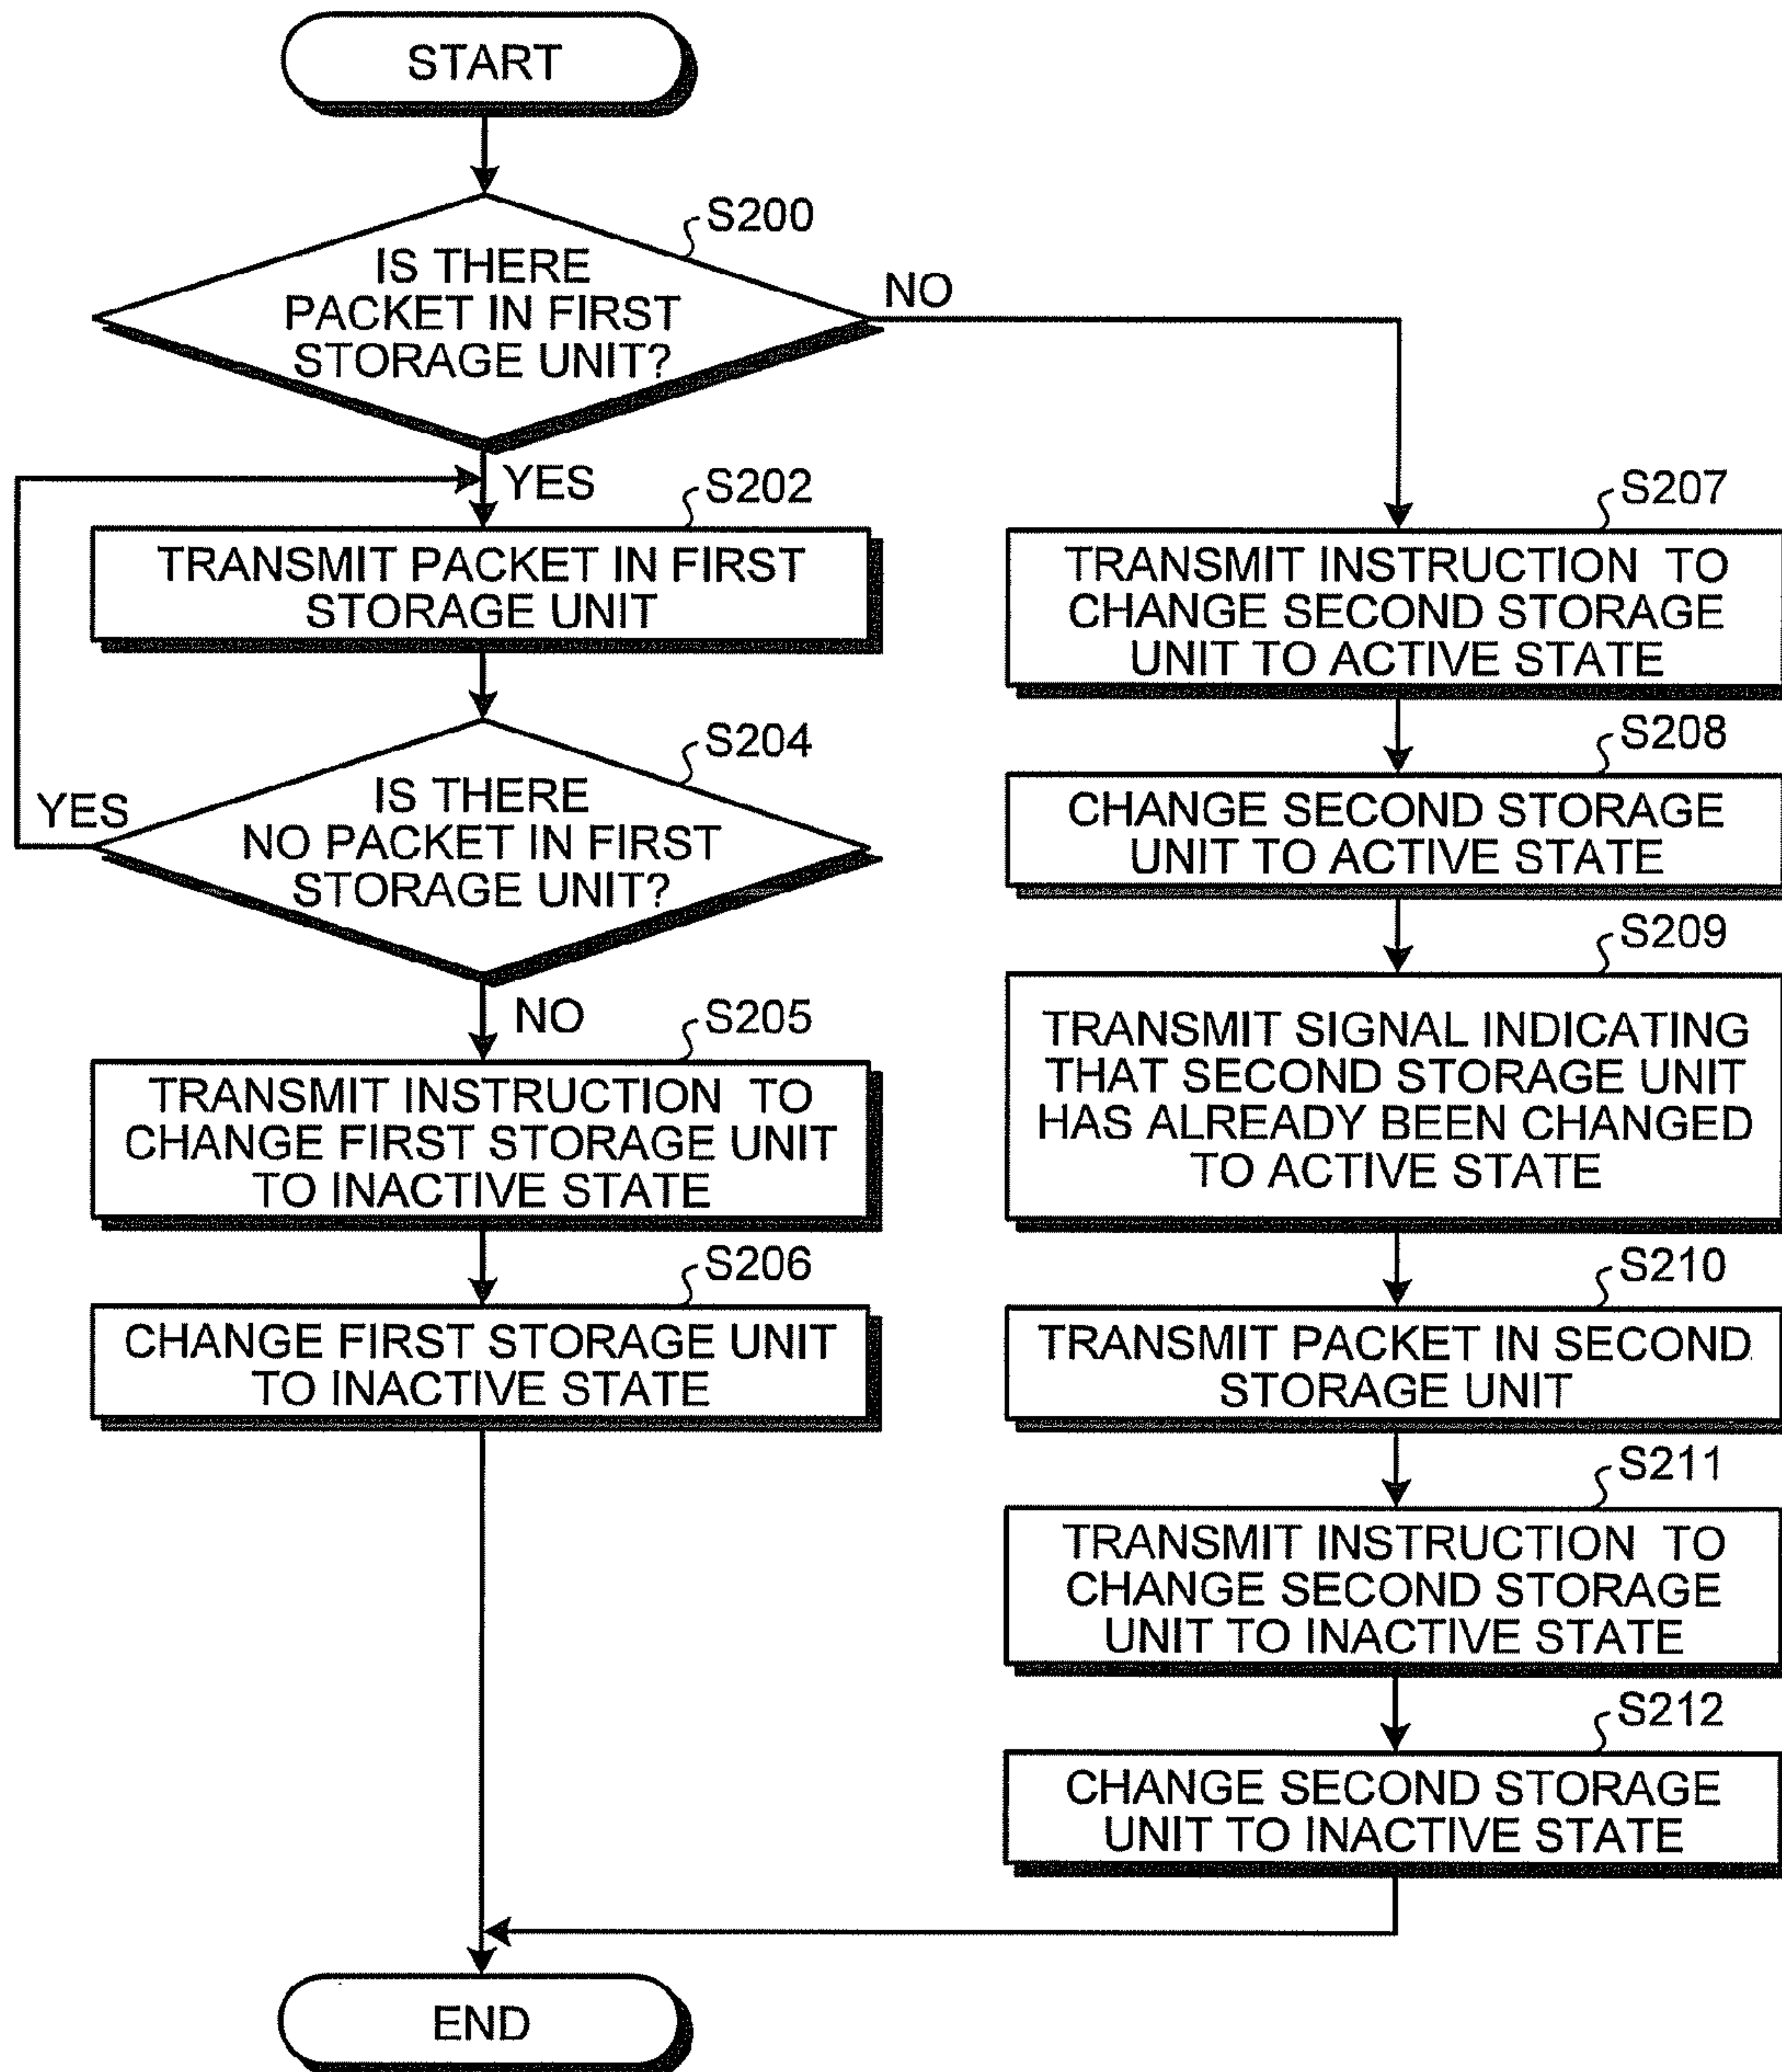 START
S200
IS THERE
PACKET IN FIRST
STORAGE UNIT?
NO
YES
S202
TRANSMIT PACKET IN FIRST
STORAGE UNIT
S204
IS THERE
NO PACKET IN FIRST
STORAGE UNIT?
YES
NO
S205
TRANSMIT INSTRUCTION TO
CHANGE FIRST STORAGE UNIT
TO INACTIVE STATE
S206
CHANGE FIRST STORAGE UNIT
TO INACTIVE STATE
S207
TRANSMIT INSTRUCTION TO
CHANGE SECOND STORAGE
UNIT TO ACTIVE STATE
S208
CHANGE SECOND STORAGE
UNIT TO ACTIVE STATE
S209
TRANSMIT SIGNAL INDICATING
THAT SECOND STORAGE UNIT
HAS ALREADY BEEN CHANGED
TO ACTIVE STATE
S210
TRANSMIT PACKET IN SECOND
STORAGE UNIT
S211
TRANSMIT INSTRUCTION TO
CHANGE SECOND STORAGE
UNIT TO INACTIVE STATE
S212
CHANGE SECOND STORAGE
UNIT TO INACTIVE STATE
END